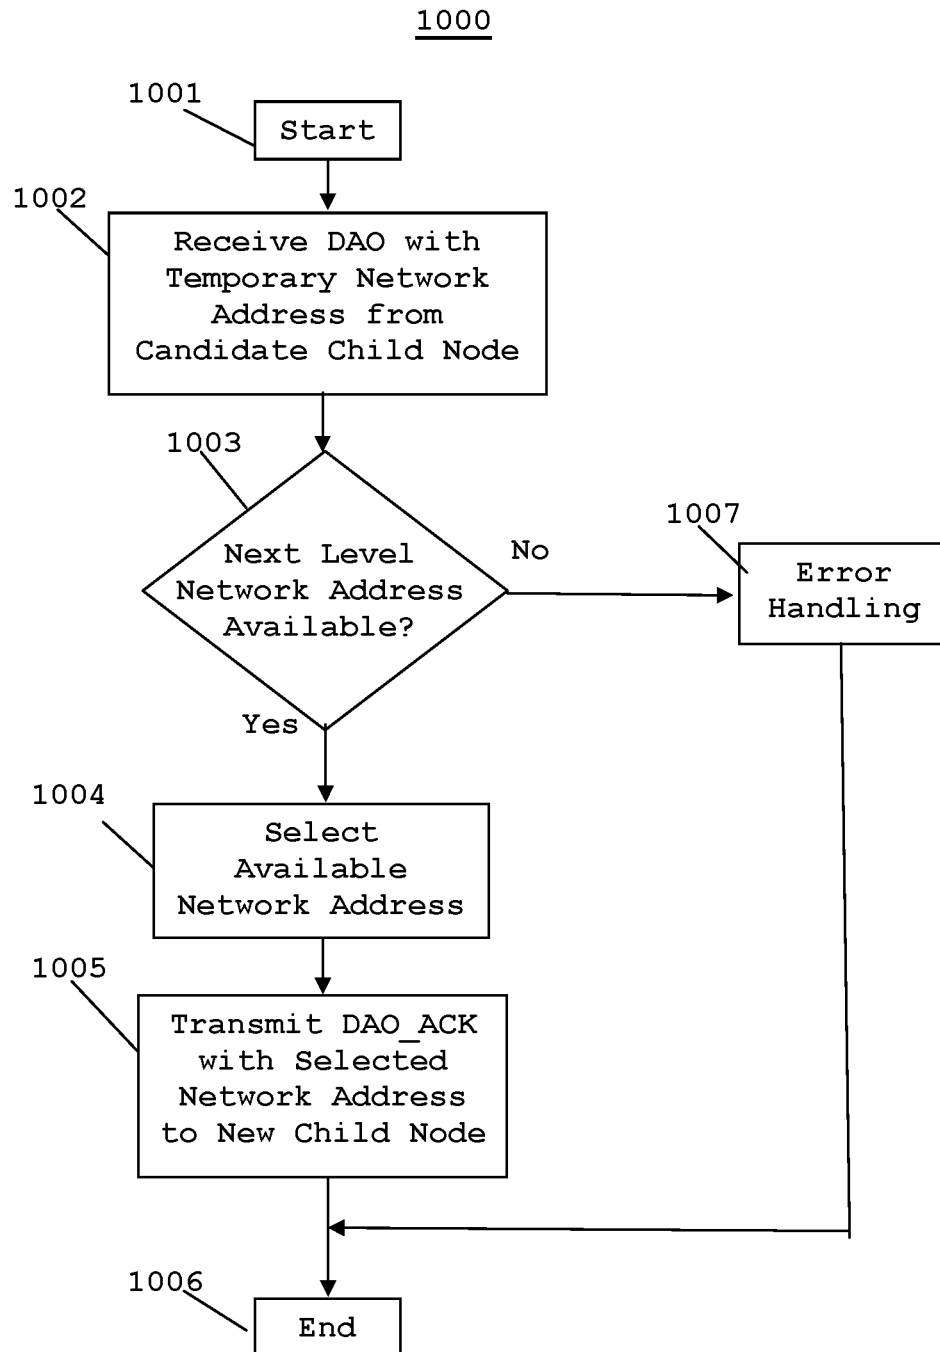 1000
1001
Start
1002
Receive DAO with
Temporary Network
Address from
Candidate Child Node
1003
Next Level
Network Address
Available?
No
1007
Error
Handling
Yes
1004
Select
Available
Network Address
1005
Transmit DAO_ACK
with Selected
Network Address
to New Child Node
1006
End